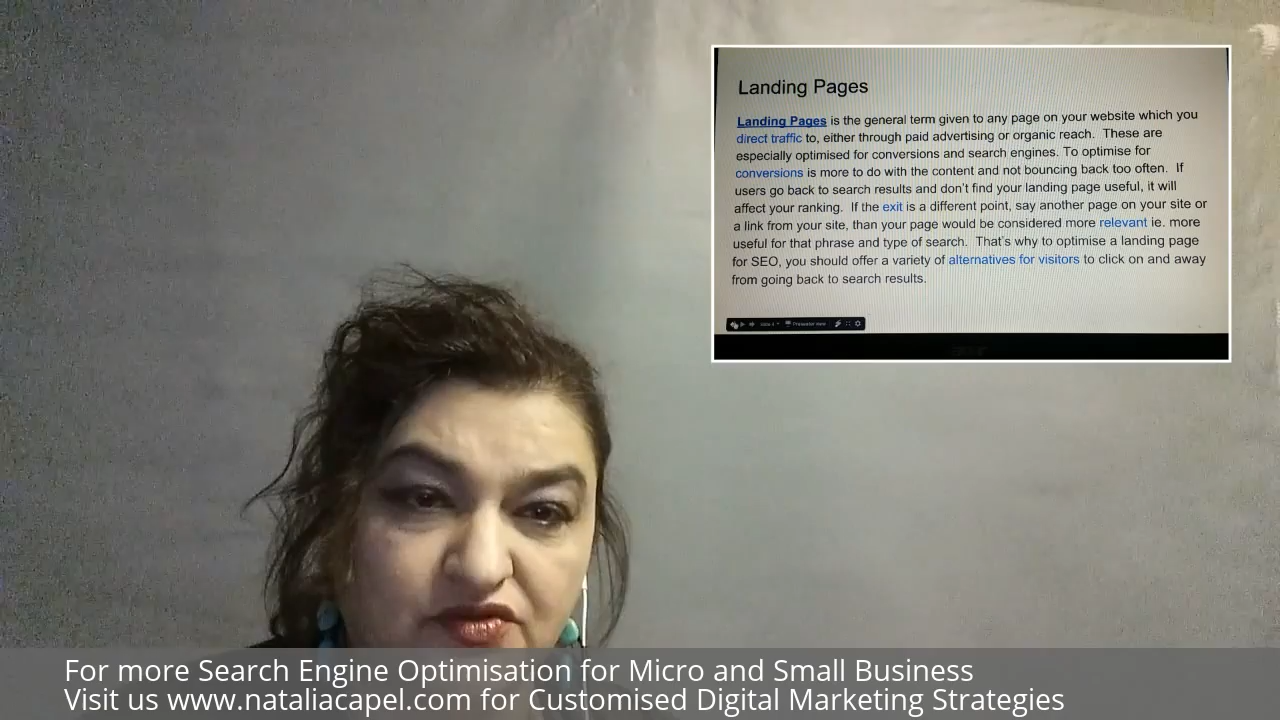 Landing Pages
Landing Pages is the general term given to any page on your website which you
direct traffic to, either through paid advertising or organic reach. These are
especially optimised for conversions and search engines. To optimise for
conversions is more to do with the content and not bouncing back too often. If
users go back to search results and don't find your landing page useful, it will
affect your ranking. If the exit is a different point, say another page on your site or
a link from your site, than your page would be considered more relevant ie. more
useful for that phrase and type of search. That's why to optimise a landing page
for SEO, you should offer a variety of alternatives for visitors to click on and away
from going back to search results.
For more Search Engine Optimisation for Micro and Small Business
Visit us www.nataliacapel.com for Customised Digital Marketing Strategies